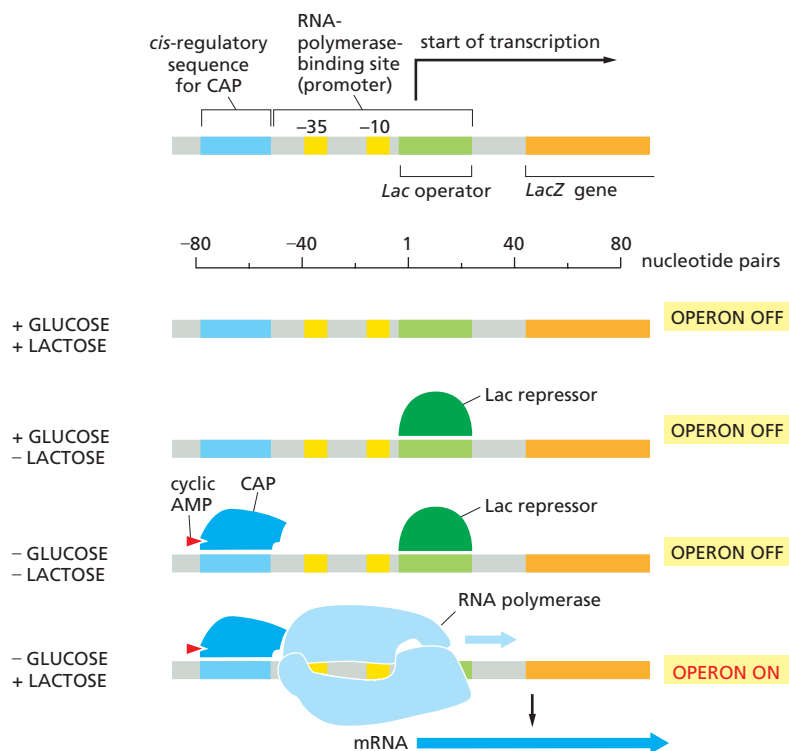 cis-regulatory
sequence
for CAP
RNA-
polymerase-
binding site
(promoter)
start of transcription
–35
–10
Lac operator
LacZ gene
–80
–40
1
40
80
nucleotide pairs
+ GLUCOSE
+ LACTOSE
OPERON OFF
Lac repressor
+ GLUCOSE
– LACTOSE
OPERON OFF
cyclic
AMP
CAP
Lac repressor
– GLUCOSE
– LACTOSE
OPERON OFF
RNA polymerase
– GLUCOSE
+ LACTOSE
OPERON ON
mRNA